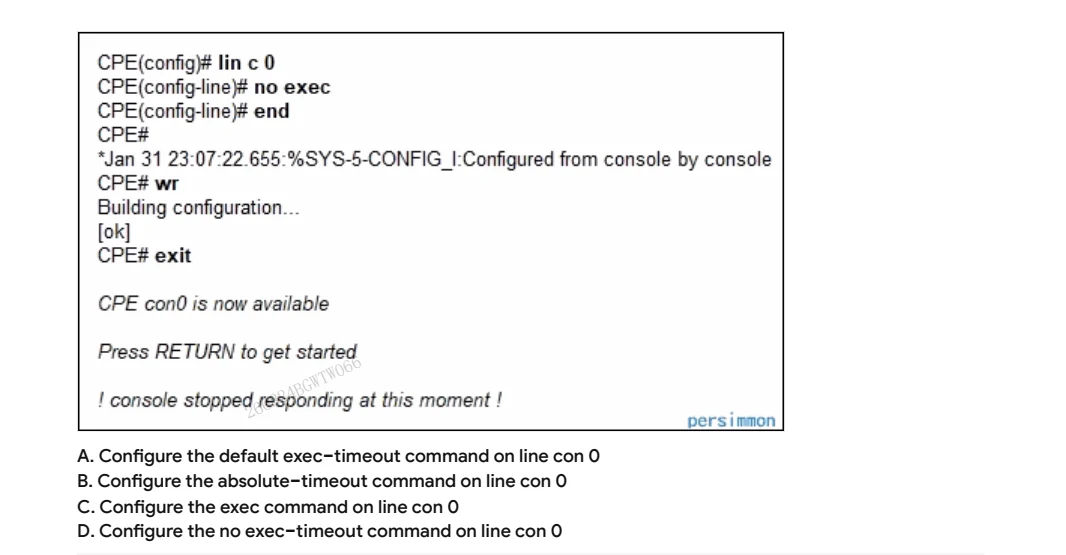 CPE(config)# lin c 0
CPE(config-line)# no exec
CPE(config-line)# end
CPE#
*Jan 31 23:07:22.655:%SYS-5-CONFIG_I:Configured from console by console
CPE# wr
Building configuration...
[ok]
CPE# exit
CPE con0 is now available
Press RETURN to get started
! console stopped responding at this moment !
persimmon
A. Configure the default exec-timeout command on line con 0
B. Configure the absolute-timeout command on line con 0
C. Configure the exec command on line con 0
D. Configure the no exec-timeout command on line con 0